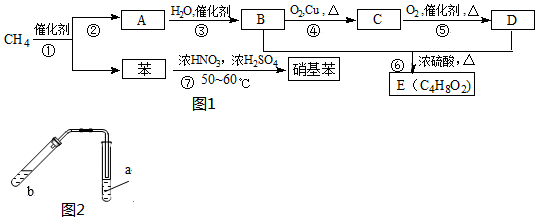 CH₄ 催化剂 ① ② A H₂O,催化剂 ③ B O₂,Cu,△ ④ C O₂,催化剂,△ ⑤ D
⑥ 浓硫酸,△
E(C₄H₈O₂)
苯 浓HNO₃,浓H₂SO₄ ⑦ 50~60℃ 硝基苯
图1
b a
图2